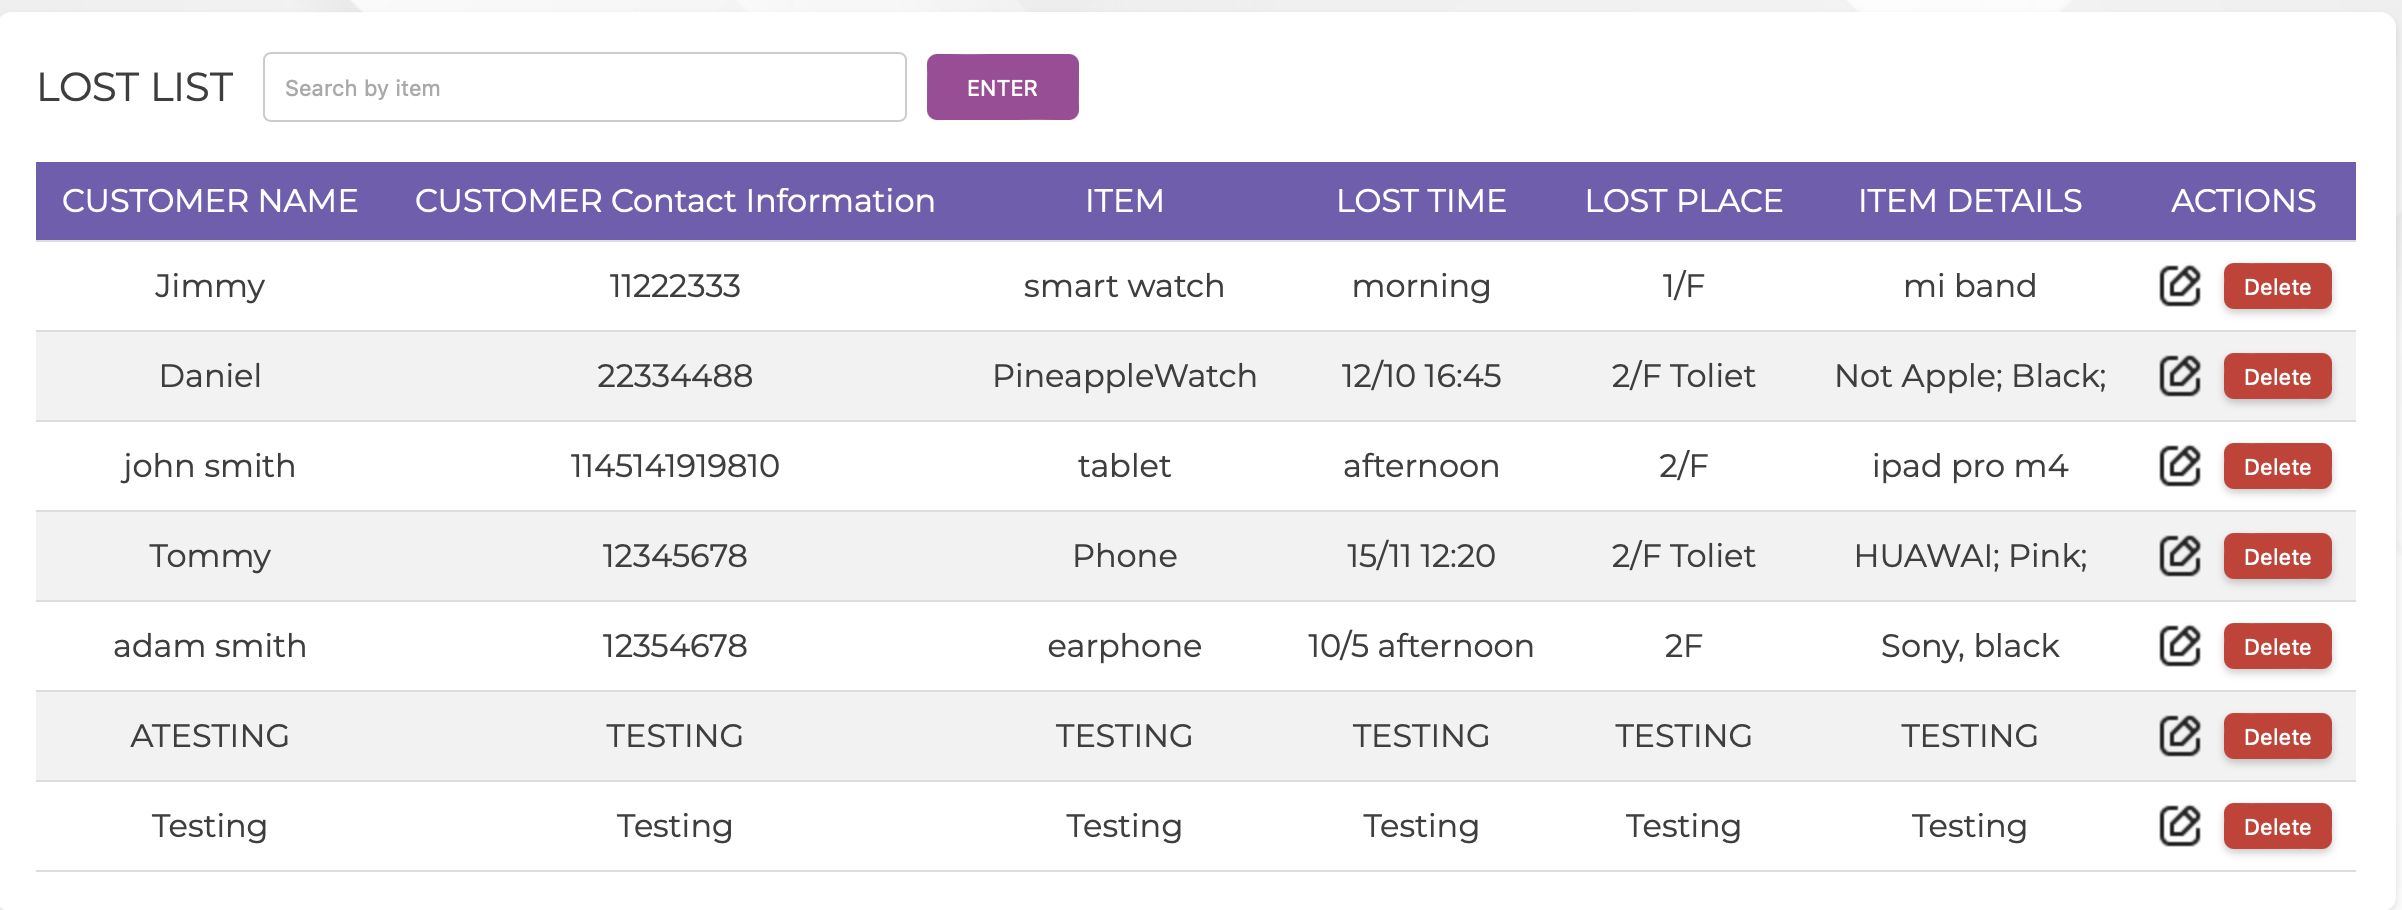 LOST LIST Search by item ENTER
CUSTOMER NAME CUSTOMER Contact Information ITEM LOST TIME LOST PLACE ITEM DETAILS ACTIONS
Jimmy 11222333 smart watch morning 1/F mi band Delete
Daniel 22334488 PineappleWatch 12/10 16:45 2/F Toliet Not Apple; Black; Delete
john smith 1145141919810 tablet afternoon 2/F ipad pro m4 Delete
Tommy 12345678 Phone 15/11 12:20 2/F Toliet HUAWAI; Pink; Delete
adam smith 12354678 earphone 10/5 afternoon 2F Sony, black Delete
ATESTING TESTING TESTING TESTING TESTING TESTING Delete
Testing Testing Testing Testing Testing Testing Delete